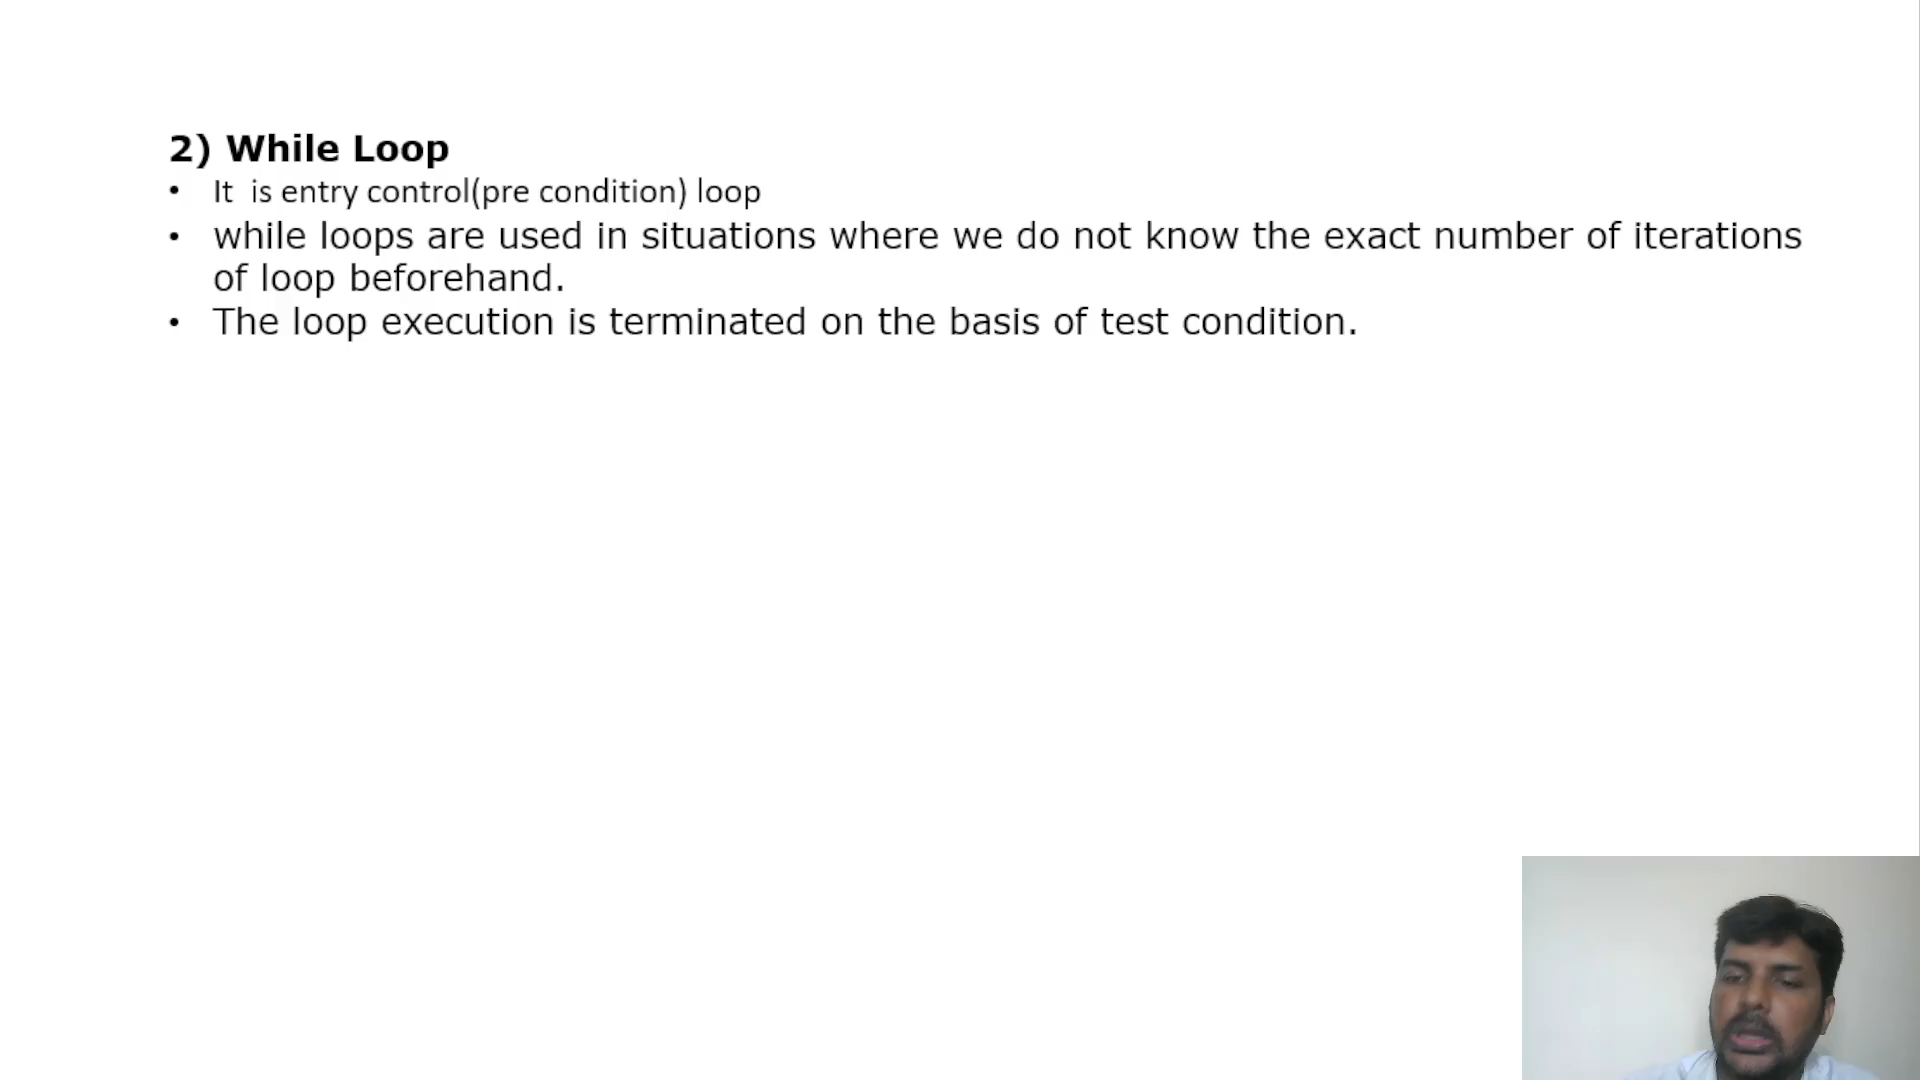 2) While Loop
• It is entry control(pre condition) loop
• while loops are used in situations where we do not know the exact number of iterations
of loop beforehand.
• The loop execution is terminated on the basis of test condition.